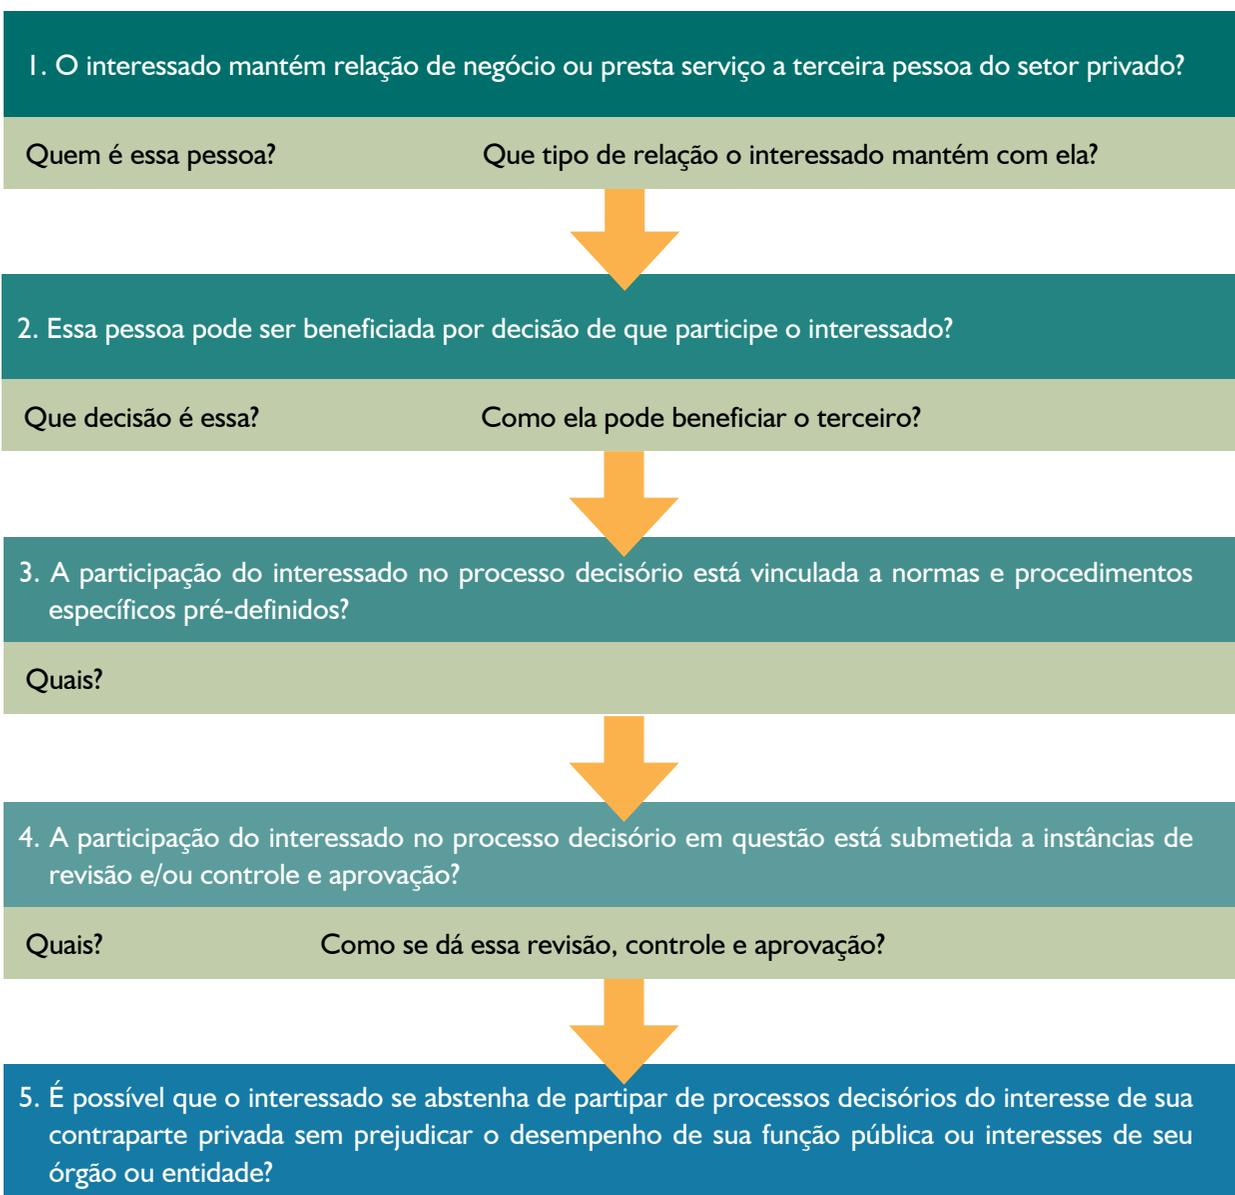 1. O interessado mantém relação de negócio ou presta serviço a terceira pessoa do setor privado?
Quem é essa pessoa? Que tipo de relação o interessado mantém com ela?
2. Essa pessoa pode ser beneficiada por decisão de que participe o interessado?
Que decisão é essa? Como ela pode beneficiar o terceiro?
3. A participação do interessado no processo decisório está vinculada a normas e procedimentos
específicos pré-definidos?
Quais?
4. A participação do interessado no processo decisório em questão está submetida a instâncias de
revisão e/ou controle e aprovação?
Quais? Como se dá essa revisão, controle e aprovação?
5. É possível que o interessado se abstenha de partipar de processos decisórios do interesse de sua
contraparte privada sem prejudicar o desempenho de sua função pública ou interesses de seu
órgão ou entidade?